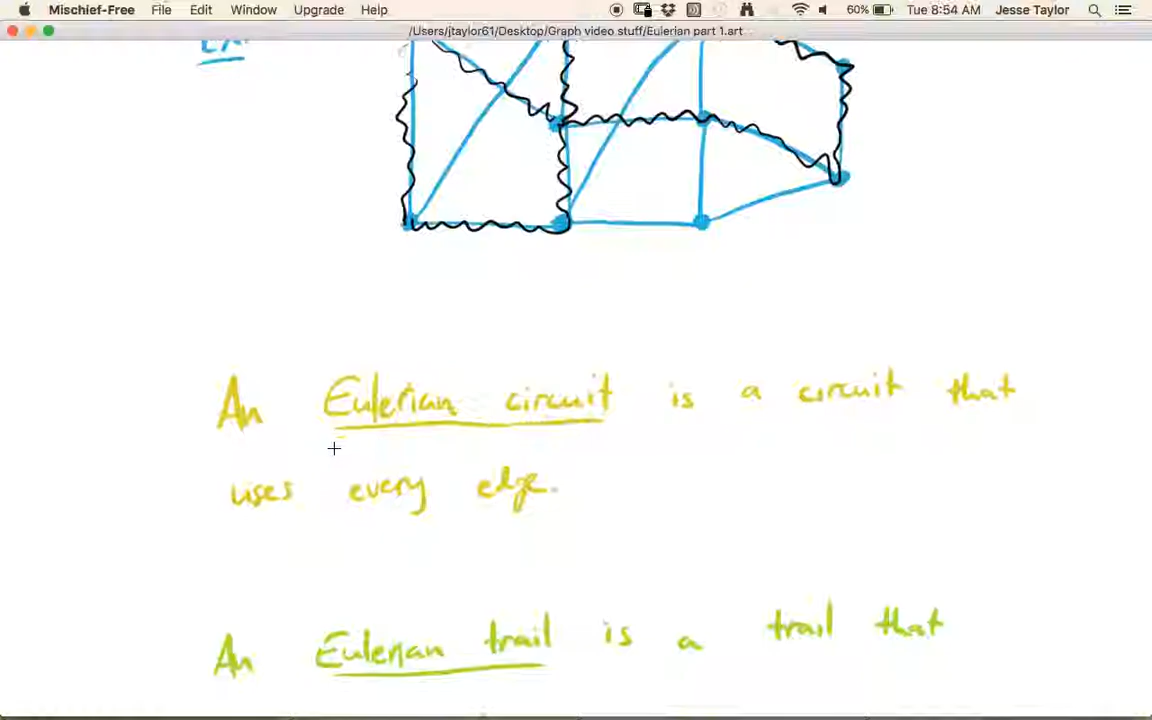 Mischief-Free File Edit Window Upgrade Help 60% Tue 8:54 AM Jesse Taylor
/Users/jtaylor61/Desktop/Graph video stuff/Eulerian part 1.art
An Eulerian circuit is a circuit that
uses every edge.
An Eulerian trail is a trail that